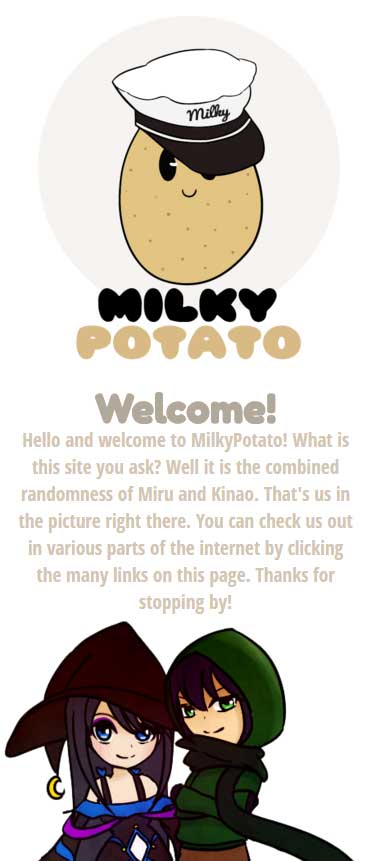 Milky
MILKY
POTATO
Welcome!
Hello and welcome to MilkyPotato! What is
this site you ask? Well it is the combined
randomness of Miru and Kinao. That's us in
the picture right there. You can check us out
in various parts of the internet by clicking
the many links on this page. Thanks for
stopping by!